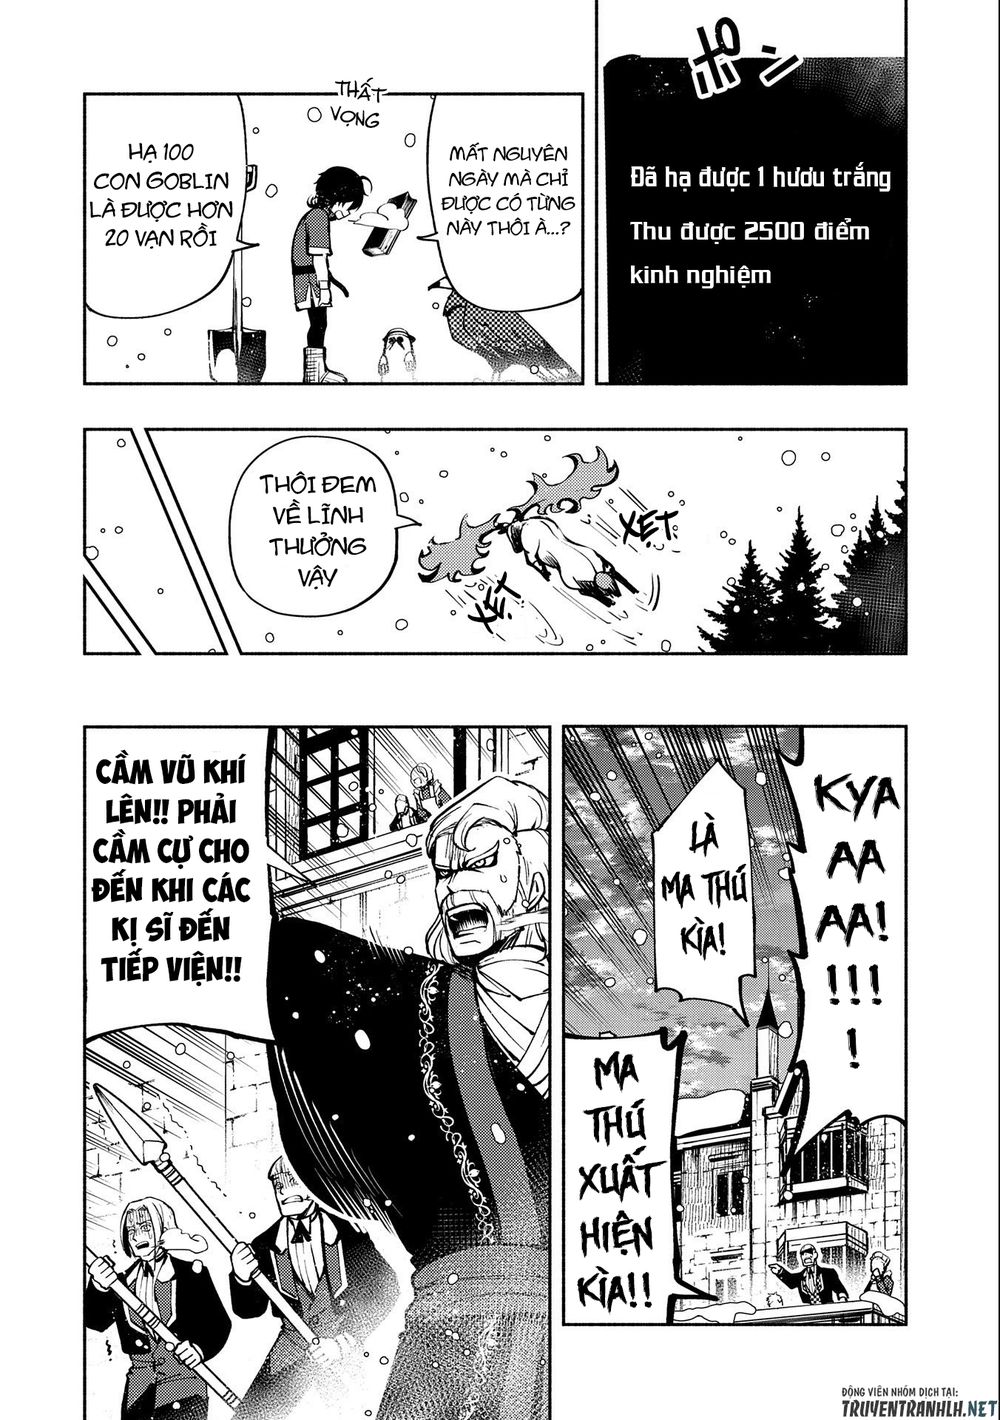 ポン
Đã hạ được 1 hươu trắng
Thu được 2500 điểm
kinh nghiệm
MẤT NGUYÊN
NGÀY MÀ CHỈ
ĐƯỢC CÓ TỪNG
NÀY THÔI À...?
THẤT
VỌNG
HẠ 100
CON GOBLIN
LÀ ĐƯỢC HƠN
20 VẠN RỒI
XẸT
XẸT
THÔI ĐEM
VỀ LĨNH
THƯỞNG
VẬY
KYA
AA
AA!
!!!
!
LÀ
MA THÚ
KÌA!
MA
THÚ
XUẤT
HIỆN
KÌA!!
CẦM VŨ KHÍ
LÊN!! PHẢI
CẦM CỰ CHO
ĐẾN KHI CÁC
KỊ SĨ ĐẾN
TIẾP VIỆN!!
ĐỘNG VIÊN NHÓM DỊCH TẠI:
TRUYENTRANHLH.NET